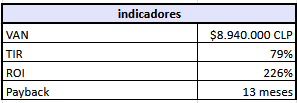 indicadores
VAN $8.940.000 CLP
TIR 79%
ROI 226%
Payback 13 meses